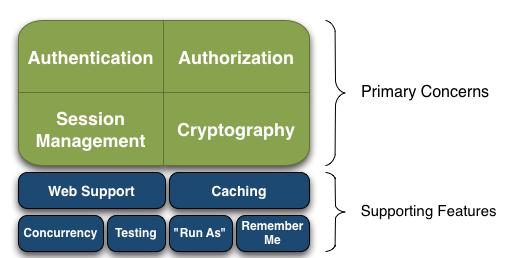 Authentication
Authorization
Session
Management
Cryptography
Primary Concerns
Web Support
Caching
Concurrency
Testing
"Run As"
Remember
Me
Supporting Features